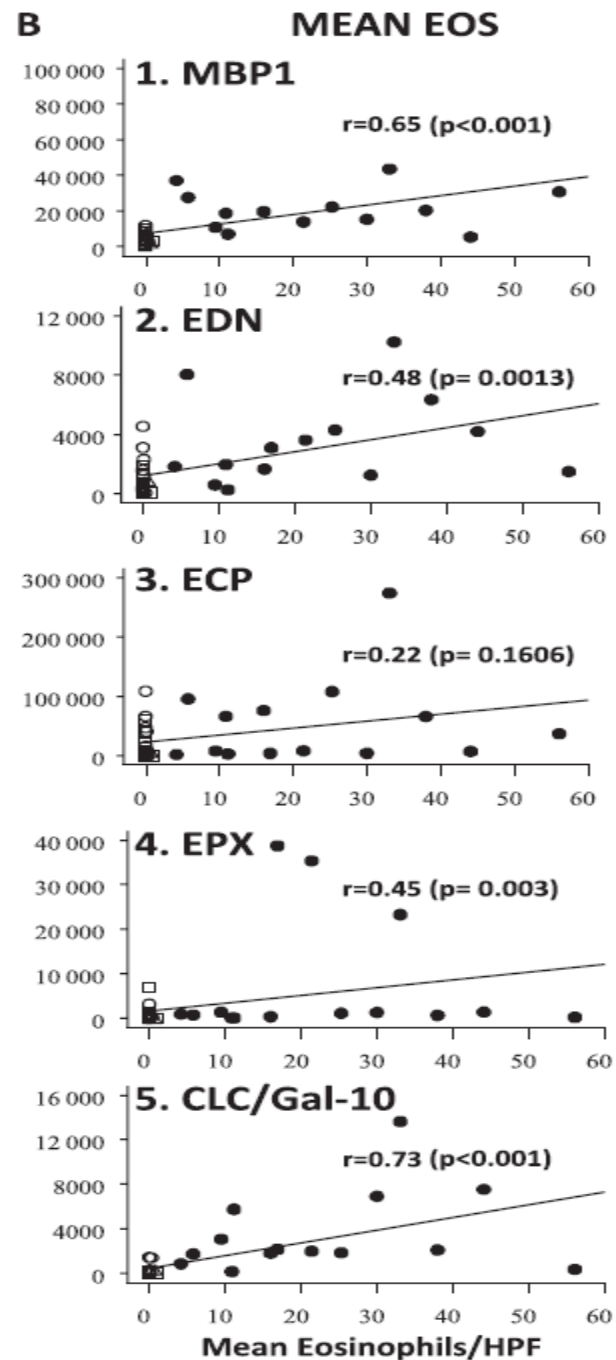 B MEAN EOS
1. MBP1
100 000
80 000
60 000
40 000
20 000
0
r=0.65 (p<0.001)
0 10 20 30 40 50 60
2. EDN
12 000
8000
4000
0
r=0.48 (p= 0.0013)
0 10 20 30 40 50 60
3. ECP
300 000
200 000
100 000
0
r=0.22 (p= 0.1606)
0 10 20 30 40 50 60
4. EPX
40 000
30 000
20 000
10 000
0
r=0.45 (p= 0.003)
0 10 20 30 40 50 60
5. CLC/Gal-10
16 000
12 000
8000
4000
0
r=0.73 (p<0.001)
0 10 20 30 40 50 60
Mean Eosinophils/HPF